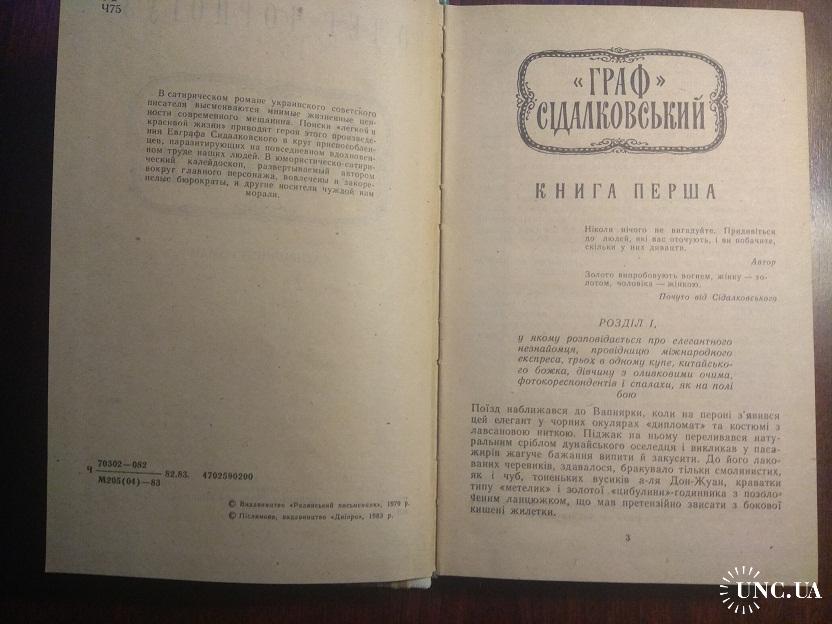 Ч75
В сатирическом романе украинского советского
писателя высмеиваются мнимые жизненные цен-
ности современного мещанина. Поиски «легкой и
красивой жизни» приводят героя этого произведе-
ния Евграфа Сидалковского в круг приспособлен-
цев, паразитирующих на повседневном вдохновен-
ном труде наших людей. В юмористическо-сатири-
ческий калейдоскоп, развертываемый автором
вокруг главного персонажа, вовлечены и закоре-
нелые бюрократы, и другие носители чуждой нам
морали.
Ч 70302—082
М205(04)—83 82.83. 4702590200
© Видавництво «Радянський письменник», 1979 р.
© Післямова, видавництво «Дніпро», 1983 р.
«ГРАФ»
СІДАЛКОВСЬКИЙ
КНИГА ПЕРША
Ніколи нічого не вигадуйте. Придивіться
до людей, які вас оточують, і ви побачите,
скільки у них дивацтв.
Автор
Золото випробовують вогнем, жінку — зо-
лотом, чоловіка — жінкою.
Почуто від Сідалковського
РОЗДІЛ І,
у якому розповідається про елегантного
незнайомця, провідницю міжнародного
експреса, трьох в одному купе, китайсько-
го божка, дівчину з оливковими очима,
фотокореспондентів і спалахи, як на полі
бою
Поїзд наближався до Вапнярки, коли на пероні з'явився
цей елегант у чорних окулярах «дипломат» та костюмі з
лавсановою ниткою. Піджак на ньому переливався нату-
ральним сріблом дунайського оселедця і викликав у паса-
жирів жагуче бажання випити й закусити. До його лако-
ваних черевиків, здавалося, бракувало тільки смолянистих,
як і чуб, тоненьких вусиків а-ля Дон-Жуан, краватки
типу «метелик» і золотої «цибулини»-годинника з позоло-
ченим ланцюжком, що мав претензійно звисати з бокової
кишені жилетки.
3
UNC.UA